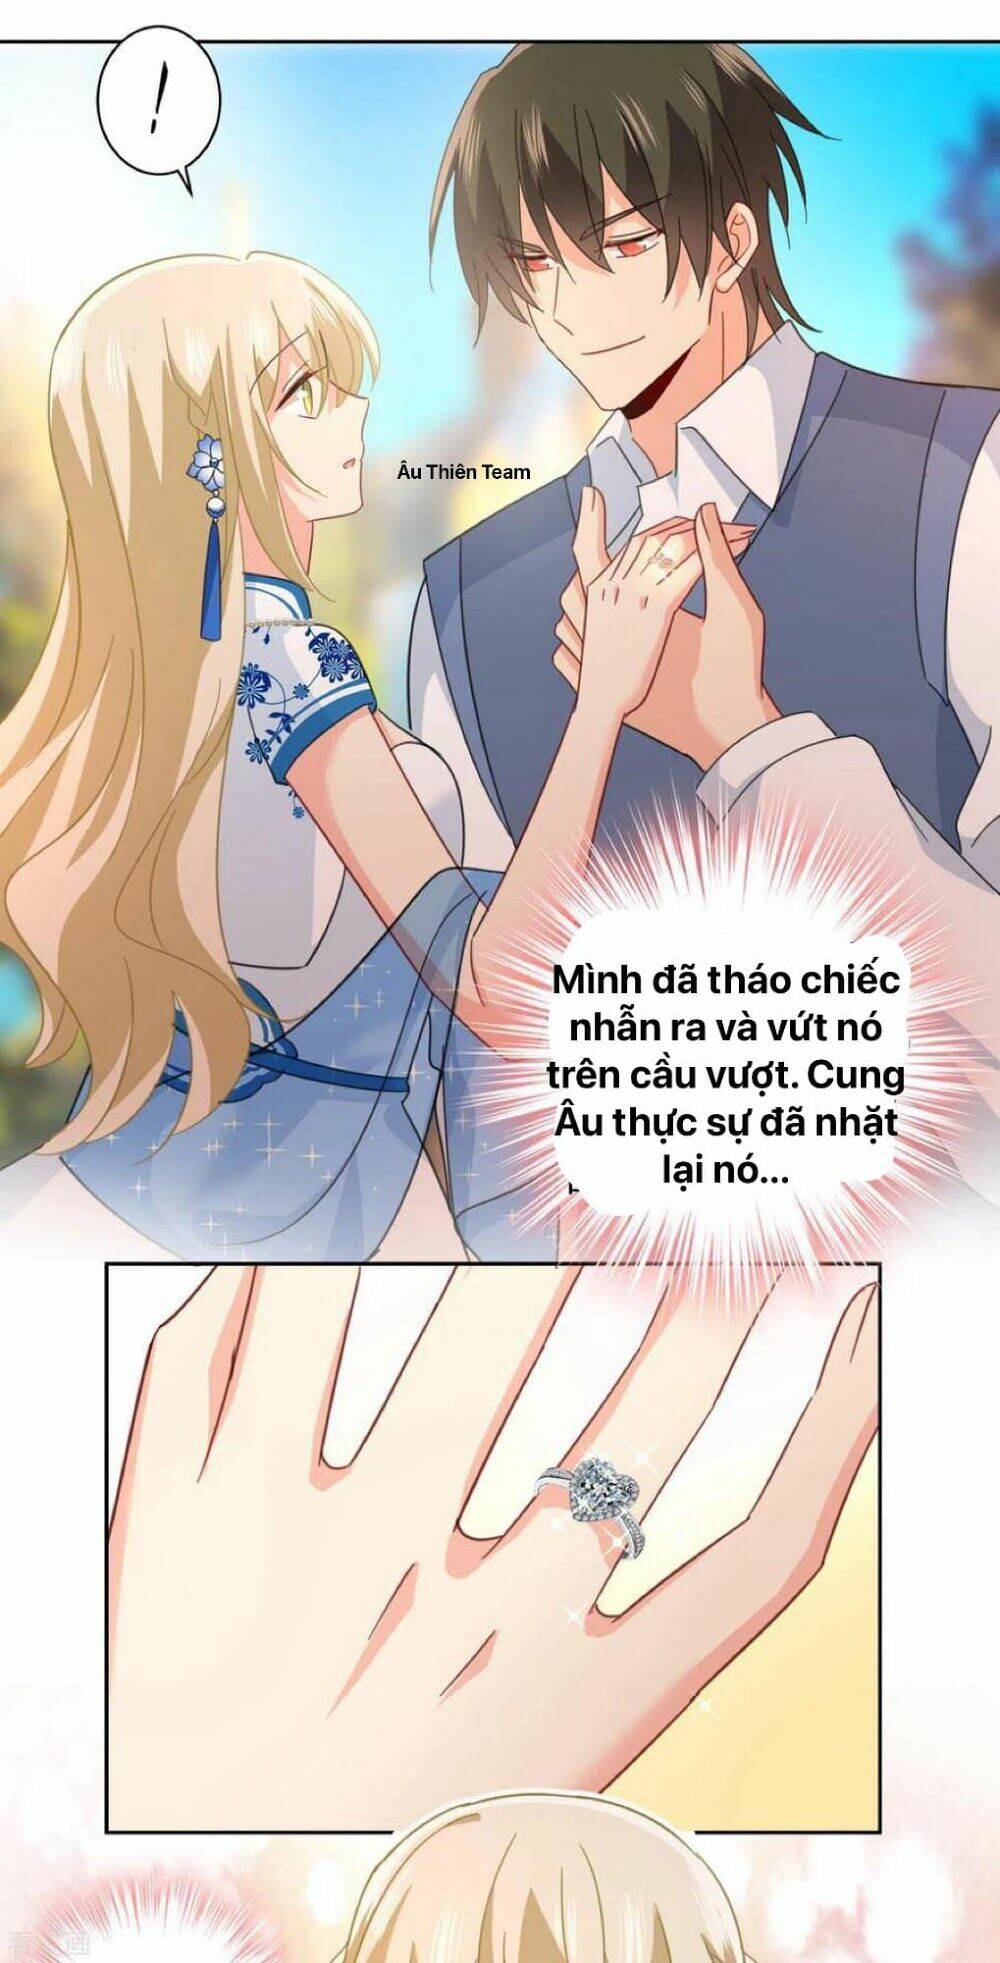 !
Âu Thiên Team
Mình đã tháo chiếc
nhẫn ra và vứt nó
trên cầu vượt. Cung
Âu thực sự đã nhặt
lại nó...